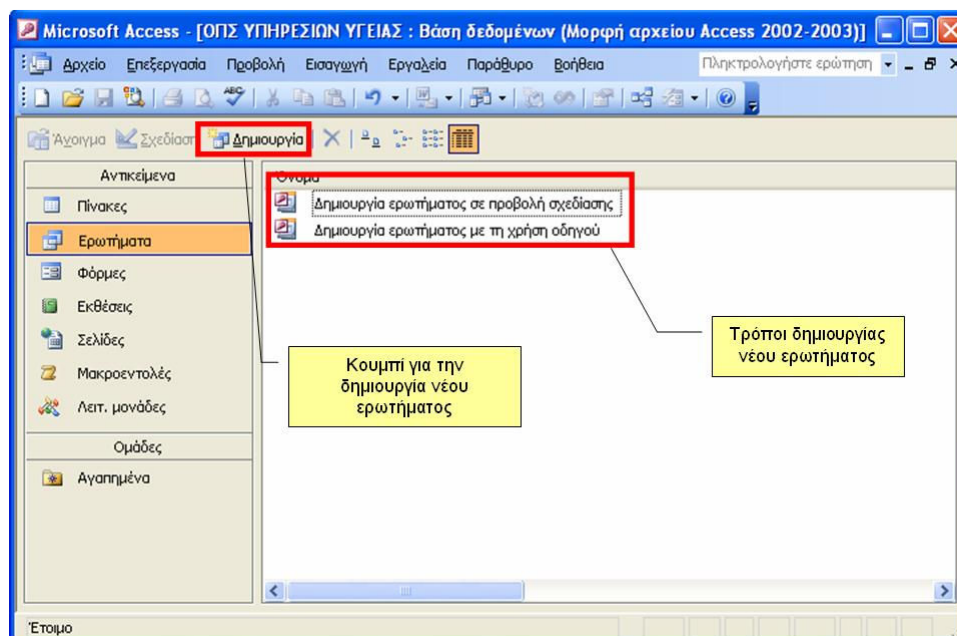 Microsoft Access - [ΟΠΣ ΥΠΗΡΕΣΙΩΝ ΥΓΕΙΑΣ : Βάση δεδομένων (Μορφή αρχείου Access 2002-2003)]
Αρχείο Επεξεργασία Προβολή Εισαγωγή Εργαλεία Παράθυρο Βοήθεια Πληκτρολογήστε ερώτηση
Άνοιγμα Σχεδίαση Δημιουργία
Αντικείμενα
Όνομα
Πίνακες
Ερωτήματα
Φόρμες
Εκθέσεις
Σελίδες
Μακροεντολές
Λειτ. μονάδες
Ομάδες
Αγαπημένα
Δημιουργία ερωτήματος σε προβολή σχεδίασης
Δημιουργία ερωτήματος με τη χρήση οδηγού
Κουμπί για την
δημιουργία νέου
ερωτήματος
Τρόποι δημιουργίας
νέου ερωτήματος
Έτοιμο